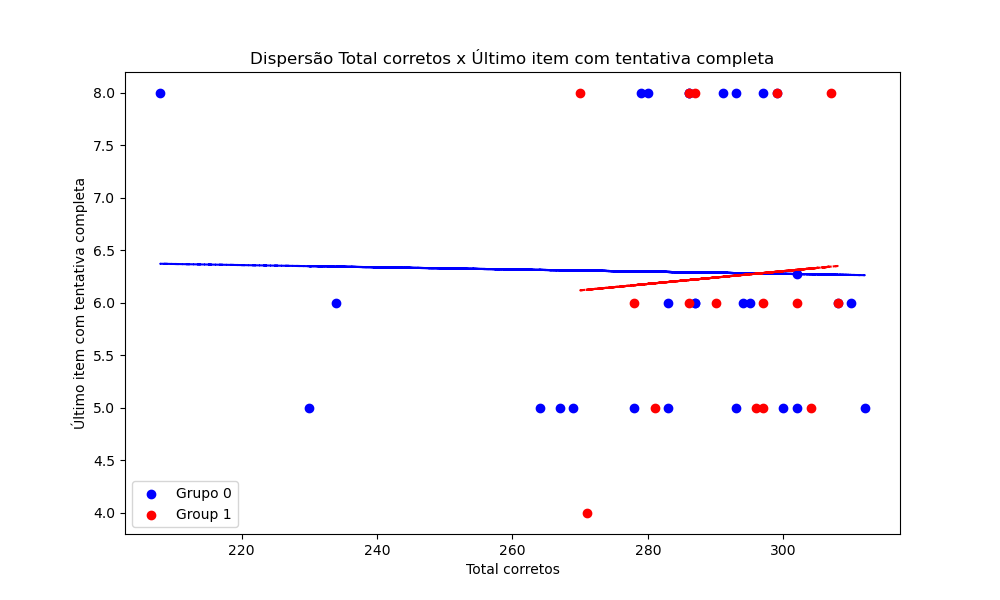 Dispersão Total corretos x Último item com tentativa completa
Último item com tentativa completa
8.0
7.5
7.0
6.5
6.0
5.5
5.0
4.5
4.0
Grupo 0
Group 1
220
240
260
280
300
Total corretos